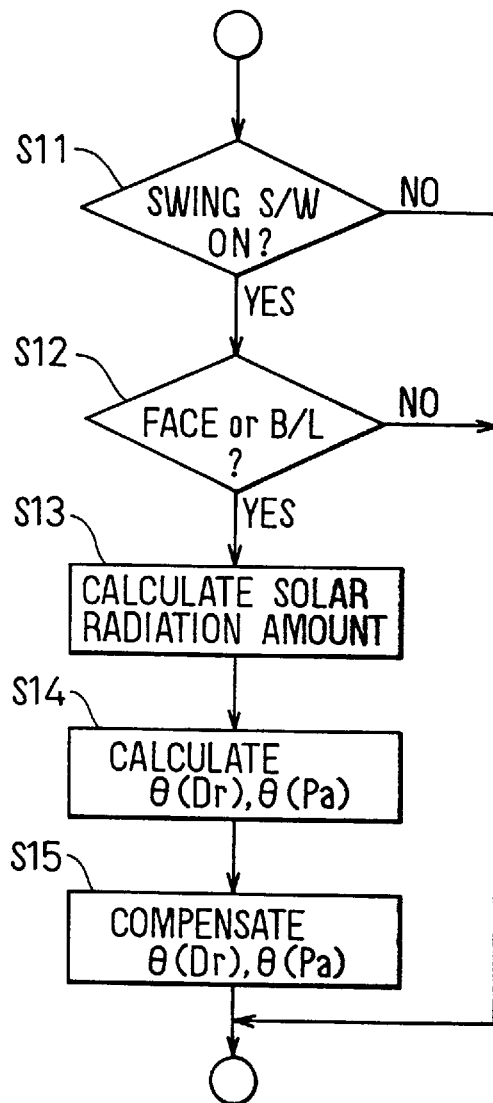 S11
SWING S/W
ON?
NO
YES
S12
FACE or B/L
?
NO
YES
S13
CALCULATE SOLAR
RADIATION AMOUNT
S14
CALCULATE
θ(Dr),θ(Pa)
S15
COMPENSATE
θ(Dr),θ(Pa)